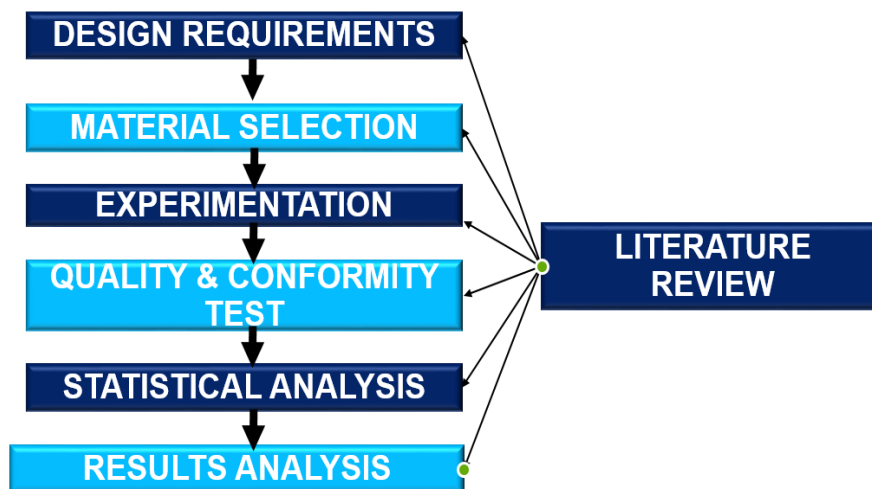 DESIGN REQUIREMENTS
MATERIAL SELECTION
EXPERIMENTATION
QUALITY & CONFORMITY
TEST
STATISTICAL ANALYSIS
RESULTS ANALYSIS
LITERATURE
REVIEW